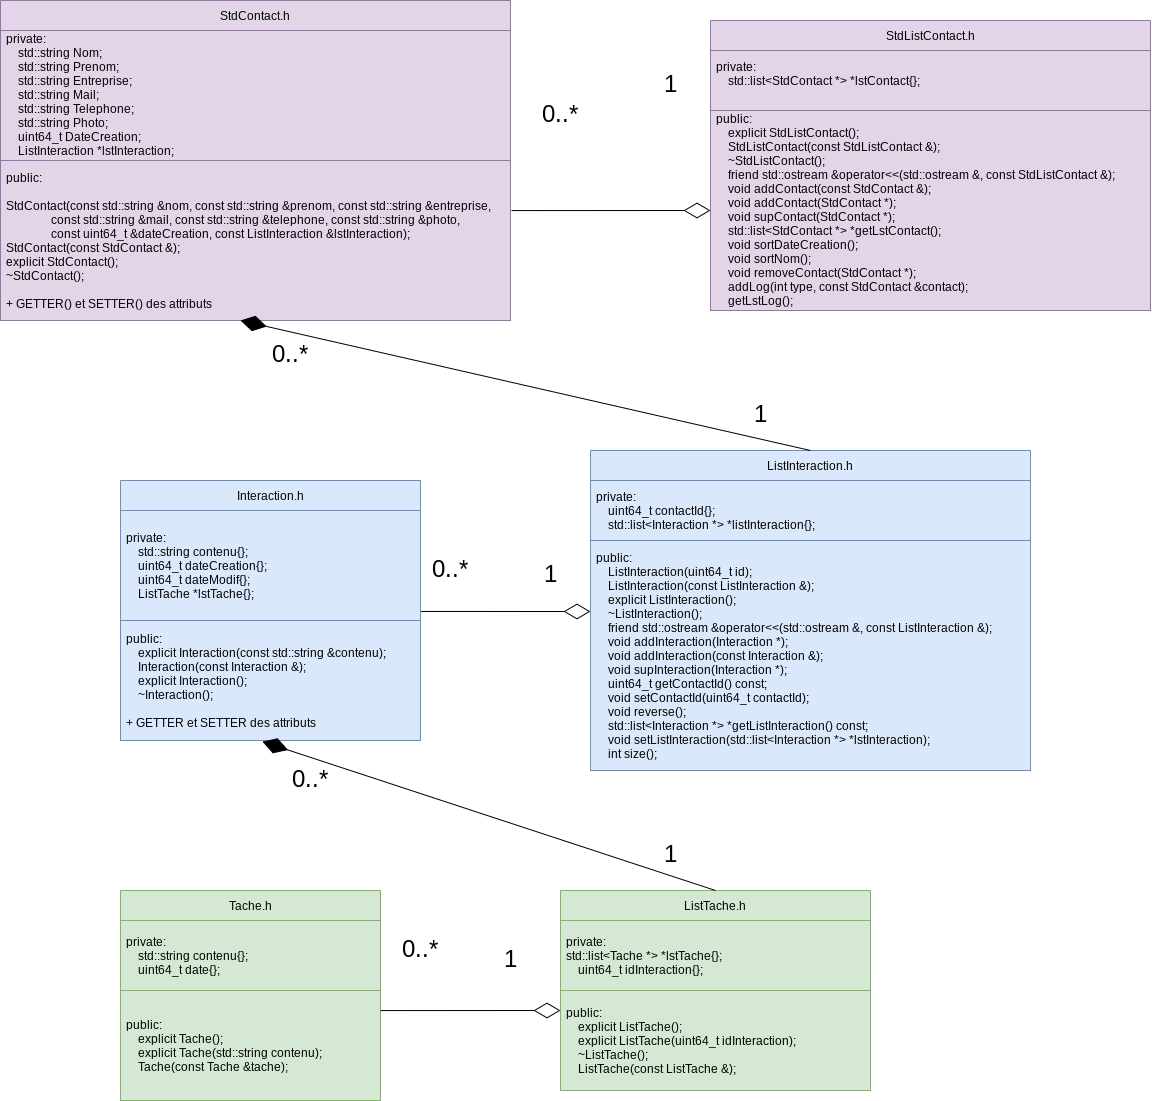 StdContact.h
private:
std::string Nom;
std::string Prenom;
std::string Entreprise;
std::string Mail;
std::string Telephone;
std::string Photo;
uint64_t DateCreation;
ListInteraction *lstInteraction;
public:
StdContact(const std::string &nom, const std::string &prenom, const std::string &entreprise,
const std::string &mail, const std::string &telephone, const std::string &photo,
const uint64_t &dateCreation, const ListInteraction &lstInteraction);
StdContact(const StdContact &);
explicit StdContact();
~StdContact();
+ GETTER() et SETTER() des attributs
0..*
1
StdListContact.h
private:
std::list<StdContact *> *lstContact{};
public:
explicit StdListContact();
StdListContact(const StdListContact &);
~StdListContact();
friend std::ostream &operator<<(std::ostream &, const StdListContact &);
void addContact(const StdContact &);
void addContact(StdContact *);
void supContact(StdContact *);
std::list<StdContact *> *getLstContact();
void sortDateCreation();
void sortNom();
void removeContact(StdContact *);
addLog(int type, const StdContact &contact);
getLstLog();
0..*
1
Interaction.h
private:
std::string contenu{};
uint64_t dateCreation{};
uint64_t dateModif{};
ListTache *lstTache{};
public:
explicit Interaction(const std::string &contenu);
Interaction(const Interaction &);
explicit Interaction();
~Interaction();
+ GETTER et SETTER des attributs
0..*
1
ListInteraction.h
private:
uint64_t contactId{};
std::list<Interaction *> *listInteraction{};
public:
ListInteraction(uint64_t id);
ListInteraction(const ListInteraction &);
explicit ListInteraction();
~ListInteraction();
friend std::ostream &operator<<(std::ostream &, const ListInteraction &);
void addInteraction(Interaction *);
void addInteraction(const Interaction &);
void supInteraction(Interaction *);
uint64_t getContactId() const;
void setContactId(uint64_t contactId);
void reverse();
std::list<Interaction *> *getListInteraction() const;
void setListInteraction(std::list<Interaction *> *lstInteraction);
int size();
0..*
1
Tache.h
private:
std::string contenu{};
uint64_t date{};
public:
explicit Tache();
explicit Tache(std::string contenu);
Tache(const Tache &tache);
0..*
1
ListTache.h
private:
std::list<Tache *> *lstTache{};
uint64_t idInteraction{};
public:
explicit ListTache();
explicit ListTache(uint64_t idInteraction);
~ListTache();
ListTache(const ListTache &);